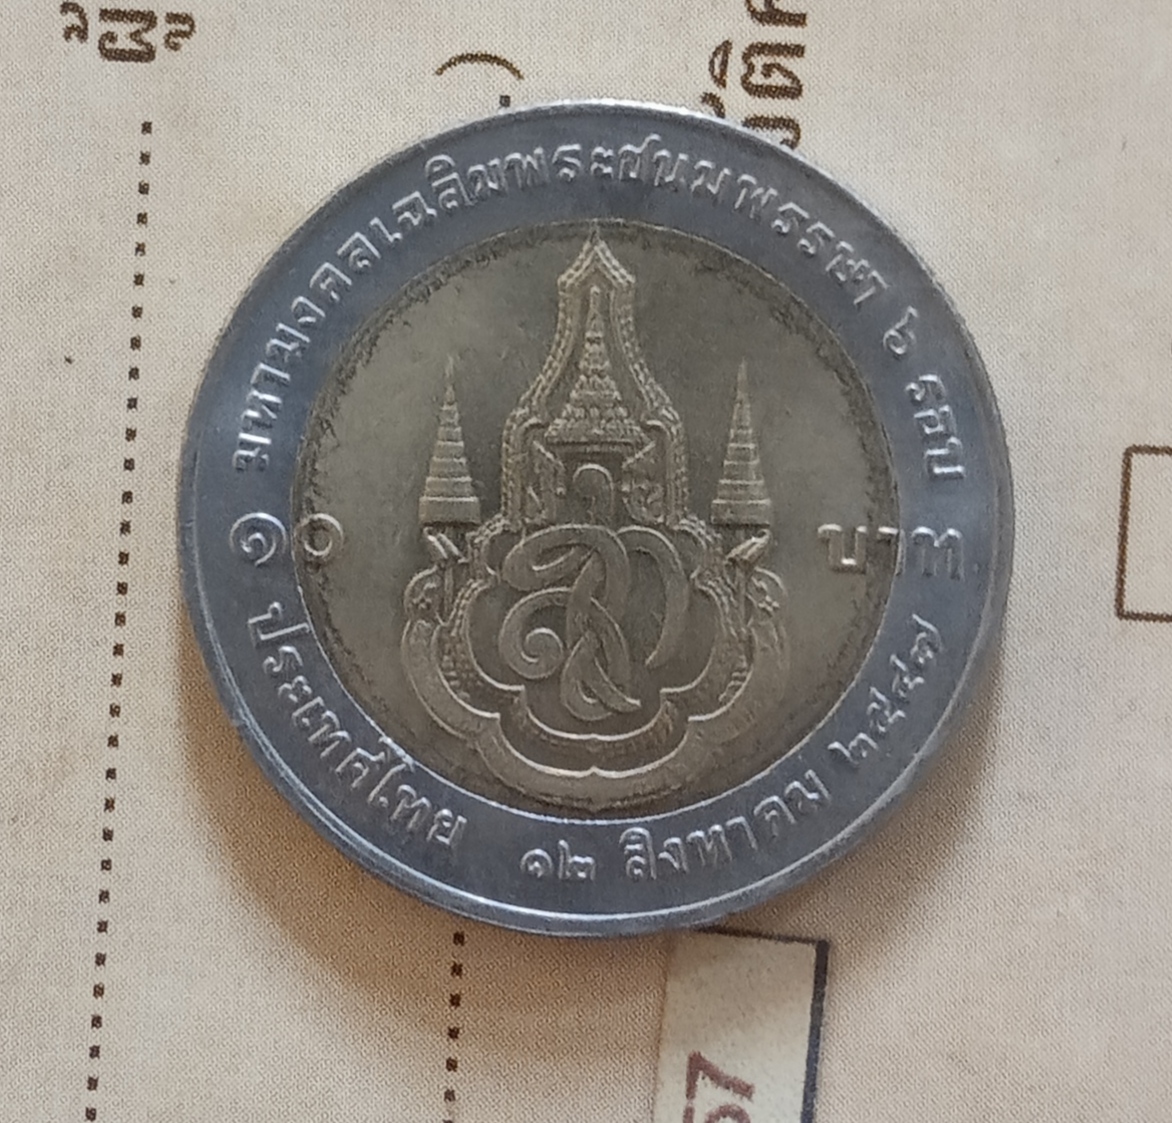 มหามงคลเฉลิมพระชนมพรรษา ๖ รอบ
๑๐ บาท
ประเทศไทย ๑๒ สิงหาคม ๒๕๔๗
67